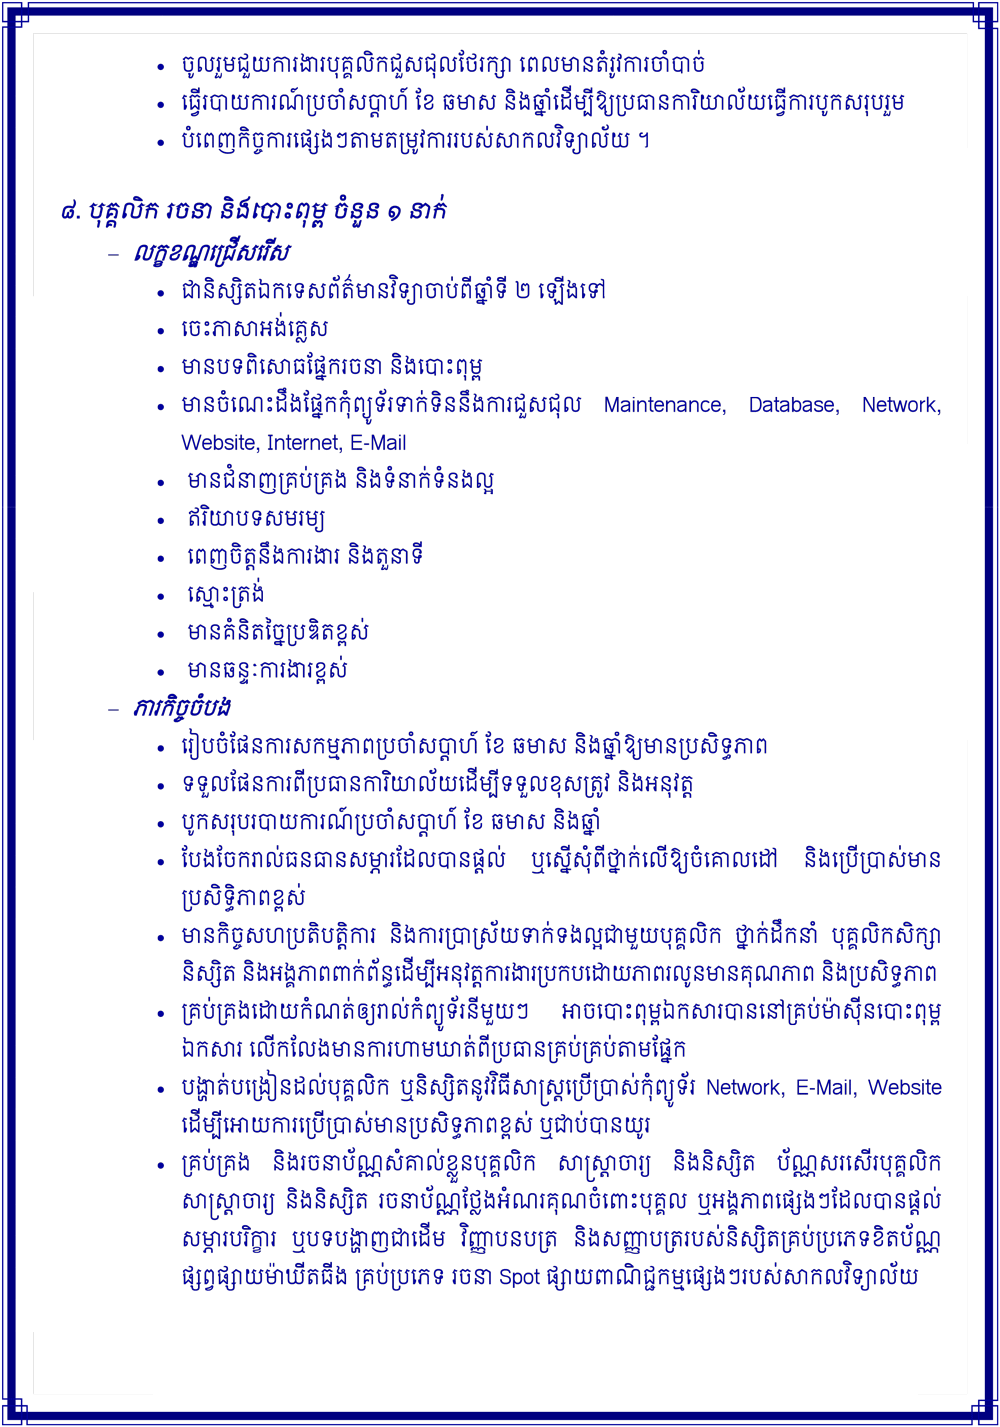 • ចូលរួមជួយការងារបុគ្គលិកជួសជុលថែរក្សា ពេលមានតំរូវការចាំបាច់
• ធ្វើរបាយការណ៍ប្រចាំសប្តាហ៍ ខែ ឆមាស និងឆ្នាំដើម្បីឱ្យប្រធានការិយាល័យធ្វើការបូកសរុបរួម
• បំពេញកិច្ចការផ្សេងៗតាមតម្រូវការរបស់សាកលវិទ្យាល័យ ។
៨. បុគ្គលិក រចនា និងបោះពុម្ព ចំនួន ១ នាក់
– លក្ខខណ្ឌជ្រើសរើស
• ជានិស្សិតឯកទេសព័ត៌មានវិទ្យាចាប់ពីឆ្នាំទី ២ ឡើងទៅ
• ចេះភាសាអង់គ្លេស
• មានបទពិសោធផ្នែករចនា និងបោះពុម្ព
• មានចំណេះដឹងផ្នែកកុំព្យូទ័រទាក់ទិននឹងការជួសជុល Maintenance, Database, Network,
Website, Internet, E-Mail
• មានជំនាញគ្រប់គ្រង និងទំនាក់ទំនងល្អ
• ឥរិយាបទសមរម្យ
• ពេញចិត្តនឹងការងារ និងតួនាទី
• ស្មោះត្រង់
• មានគំនិតច្នៃប្រឌិតខ្ពស់
• មានឆន្ទៈការងារខ្ពស់
– ភារកិច្ចចំបង
• រៀបចំផែនការសកម្មភាពប្រចាំសប្តាហ៍ ខែ ឆមាស និងឆ្នាំឱ្យមានប្រសិទ្ធភាព
• ទទួលផែនការពីប្រធានការិយាល័យដើម្បីទទួលខុសត្រូវ និងអនុវត្ត
• បូកសរុបរបាយការណ៍ប្រចាំសប្តាហ៍ ខែ ឆមាស និងឆ្នាំ
• បែងចែករាល់ធនធានសម្ភារដែលបានផ្តល់ ឬស្នើសុំពីថ្នាក់លើឱ្យចំគោលដៅ និងប្រើប្រាស់មាន
ប្រសិទ្ធិភាពខ្ពស់
• មានកិច្ចសហប្រតិបត្តិការ និងការប្រាស្រ័យទាក់ទងល្អជាមួយបុគ្គលិក ថ្នាក់ដឹកនាំ បុគ្គលិកសិក្សា
និស្សិត និងអង្គភាពពាក់ព័ន្ធដើម្បីអនុវត្តការងារប្រកបដោយភាពរលូនមានគុណភាព និងប្រសិទ្ធភាព
• គ្រប់គ្រងដោយកំណត់ឲ្យរាល់កំព្យូទ័រនីមួយៗ អាចបោះពុម្ពឯកសារបាននៅគ្រប់ម៉ាស៊ីនបោះពុម្ព
ឯកសារ លើកលែងមានការហាមឃាត់ពីប្រធានគ្រប់គ្រប់តាមផ្នែក
• បង្ហាត់បង្រៀនដល់បុគ្គលិក ឬនិស្សិតនូវវិធីសាស្ត្រប្រើប្រាស់កុំព្យូទ័រ Network, E-Mail, Website
ដើម្បីអោយការប្រើប្រាស់មានប្រសិទ្ធភាពខ្ពស់ ឬជាប់បានយូរ
• គ្រប់គ្រង និងរចនាប័ណ្ណសំគាល់ខ្លួនបុគ្គលិក សាស្ត្រាចារ្យ និងនិស្សិត ប័ណ្ណសរសើរបុគ្គលិក
សាស្ត្រាចារ្យ និងនិស្សិត រចនាប័ណ្ណថ្លែងអំណរគុណចំពោះបុគ្គល ឬអង្គភាពផ្សេងៗដែលបានផ្តល់
សម្ភារបរិក្ខារ ឬបទបង្ហាញជាដើម វិញ្ញាបនបត្រ និងសញ្ញាបត្ររបស់និស្សិតគ្រប់ប្រភេទខិតប័ណ្ណ
ផ្សព្វផ្សាយម៉ាឃីតធីង គ្រប់ប្រភេទ រចនា Spot ផ្សាយពាណិជ្ជកម្មផ្សេងៗរបស់សាកលវិទ្យាល័យ